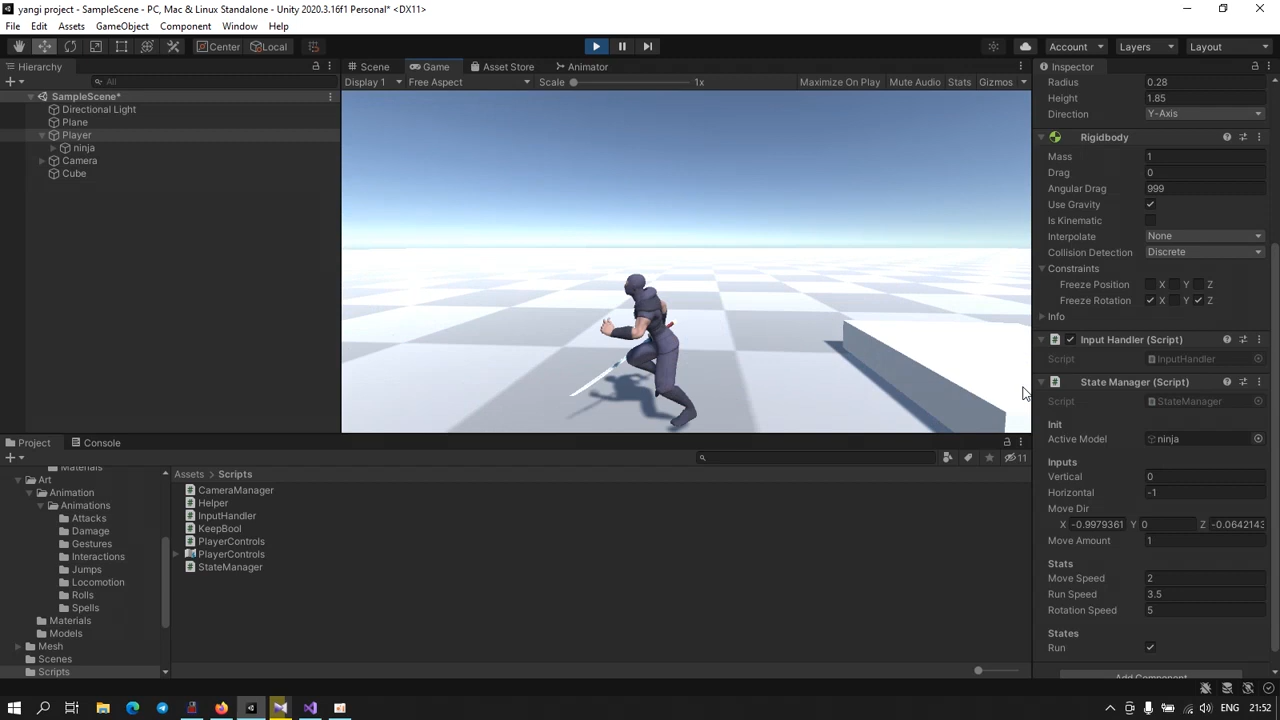 yangi project - SampleScene - PC, Mac & Linux Standalone - Unity 2020.3.16f1 Personal* <DX11>
File Edit Assets GameObject Component Window Help
Center Local Account Layers Layout
Hierarchy
All
SampleScene*
Directional Light
Plane
Player
ninja
Camera
Cube
Scene Game Asset Store Animator
Display 1 Free Aspect Scale 1x Maximize On Play Mute Audio Stats Gizmos
Inspector
Radius 0.28
Height 1.85
Direction Y-Axis
Rigidbody
Mass 1
Drag 0
Angular Drag 999
Use Gravity
Is Kinematic
Interpolate None
Collision Detection Discrete
Constraints
Freeze Position X Y Z
Freeze Rotation X Y Z
Info
Input Handler (Script)
Script InputHandler
State Manager (Script)
Script StateManager
Init
Active Model ninja
Inputs
Vertical 0
Horizontal -1
Move Dir
X -0.9979361 Y 0 Z -0.0642143
Move Amount 1
Stats
Move Speed 2
Run Speed 3.5
Rotation Speed 5
States
Run
Add Component
Project Console
11
Materials
Art
Animation
Animations
Attacks
Damage
Gestures
Interactions
Jumps
Locomotion
Rolls
Spells
Materials
Models
Mesh
Scenes
Scripts
Assets Scripts
CameraManager
Helper
InputHandler
KeepBool
PlayerControls
PlayerControls
StateManager
ENG 21:52